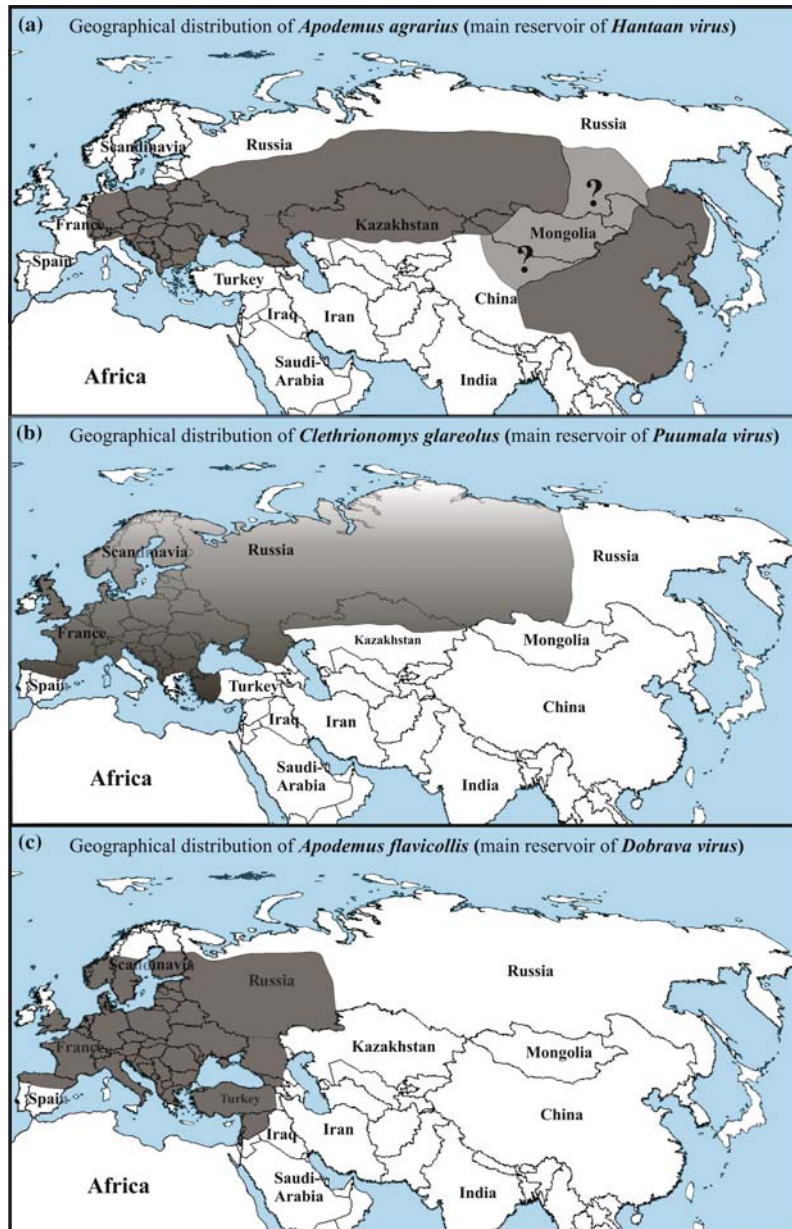 (a) Geographical distribution of Apodemus agrarius (main reservoir of Hantaan virus)
Russia
Scandinavia
Russia
?
France
Kazakhstan
Mongolia
Spain
?
Turkey
China
Iraq
Iran
Saudi-
Arabia
Africa
India
(b) Geographical distribution of Clethrionomys glareolus (main reservoir of Puumala virus)
Scandinavia
Russia
Russia
France
Kazakhstan
Mongolia
Spain
Turkey
China
Iraq
Iran
Saudi-
Arabia
Africa
India
(c) Geographical distribution of Apodemus flavicollis (main reservoir of Dobrava virus)
Scandinavia
Russia
Russia
France
Kazakhstan
Mongolia
Spain
Turkey
China
Iraq
Iran
Saudi-
Arabia
Africa
India